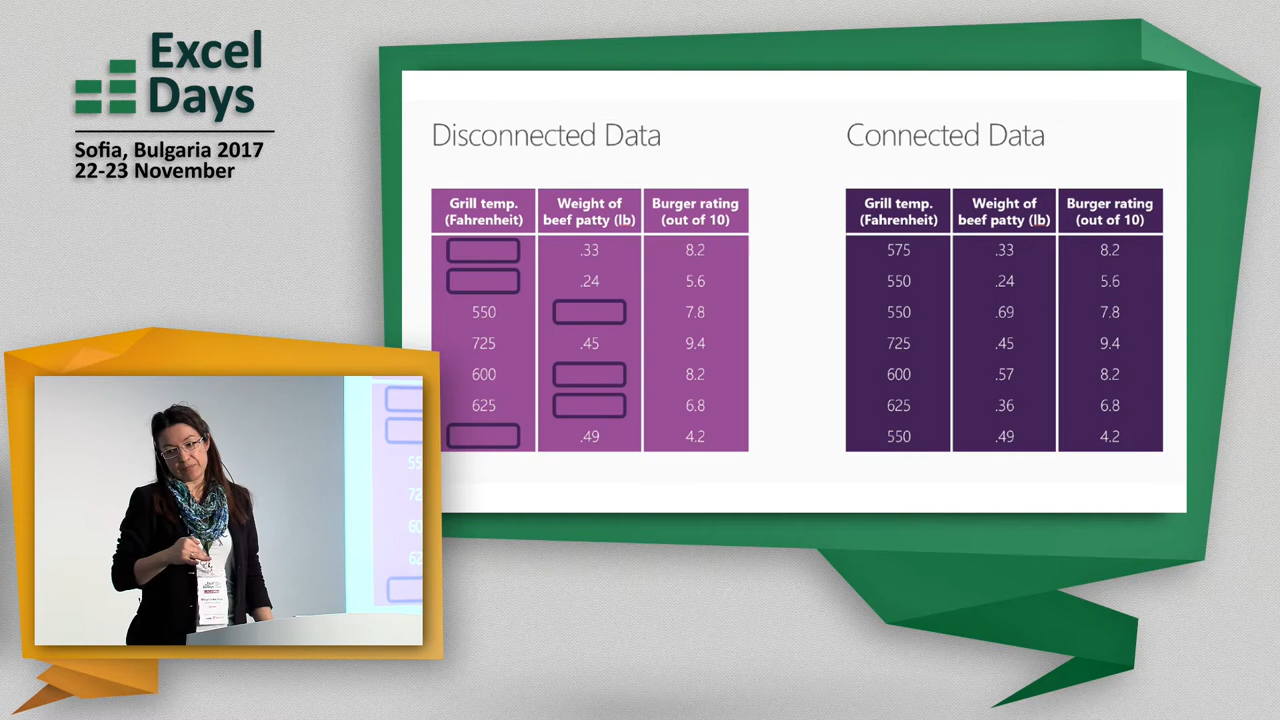 Excel
Days
Sofia, Bulgaria 2017
22-23 November
Disconnected Data
Grill temp. (Fahrenheit) Weight of beef patty (lb) Burger rating (out of 10)
.33 8.2
.24 5.6
550 7.8
725 .45 9.4
600 8.2
625 6.8
.49 4.2
Connected Data
Grill temp. (Fahrenheit) Weight of beef patty (lb) Burger rating (out of 10)
575 .33 8.2
550 .24 5.6
550 .69 7.8
725 .45 9.4
600 .57 8.2
625 .36 6.8
550 .49 4.2
55
72
60
62